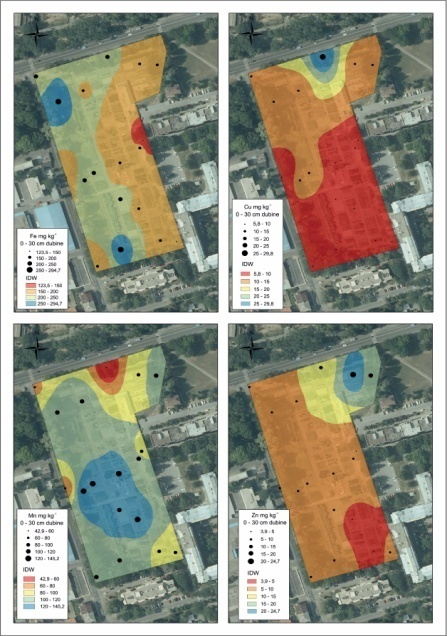 Fe mg kg⁻¹
0 - 30 cm dubine
123,5 - 150
150 - 200
200 - 250
250 - 294,7
IDW
123,5 - 150
150 - 200
200 - 250
250 - 294,7
Cu mg kg⁻¹
0 - 30 cm dubine
5,8 - 10
10 - 15
15 - 20
20 - 25
25 - 29,8
IDW
5,8 - 10
10 - 15
15 - 20
20 - 25
25 - 29,8
Mn mg kg⁻¹
0 - 30 cm dubine
42,9 - 60
60 - 80
80 - 100
100 - 120
120 - 145,2
IDW
42,9 - 60
60 - 80
80 - 100
100 - 120
120 - 145,2
Zn mg kg⁻¹
0 - 30 cm dubine
3,9 - 5
5 - 10
10 - 15
15 - 20
20 - 24,7
IDW
3,9 - 5
5 - 10
10 - 15
15 - 20
20 - 24,7